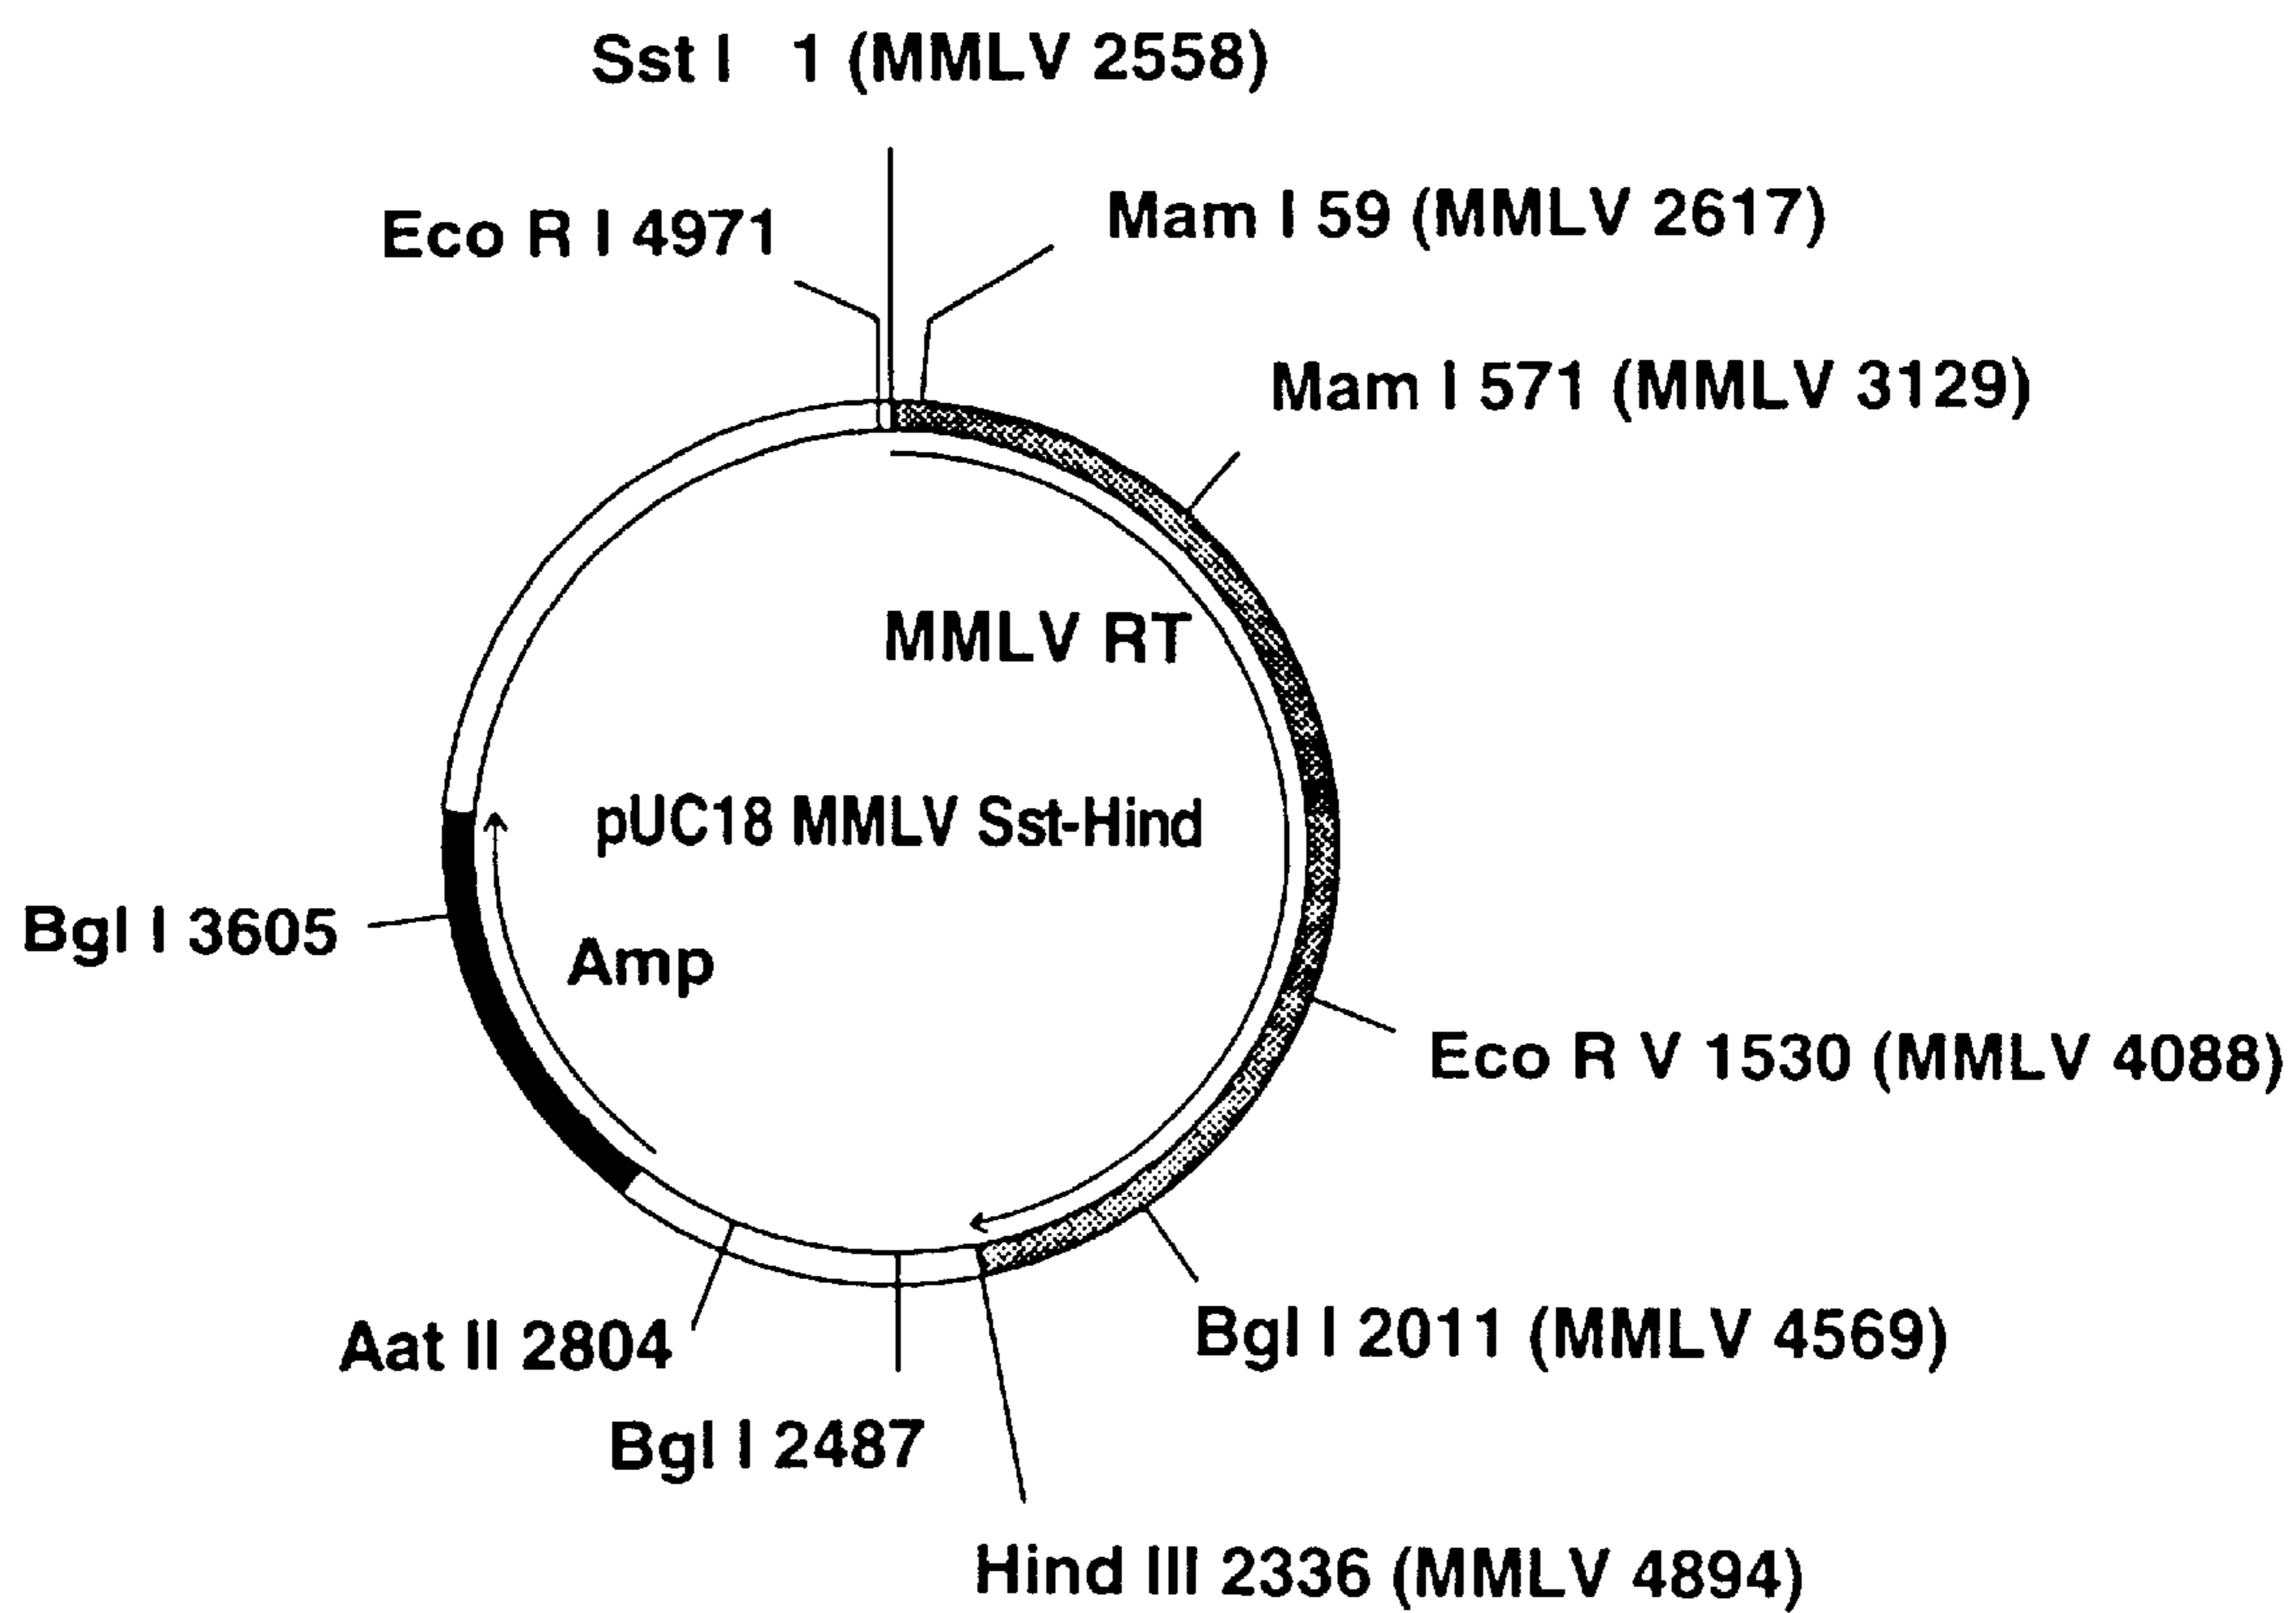 Sst I 1 (MMLV 2558)
Eco R I 4971
Mam I 59 (MMLV 2617)
Mam I 571 (MMLV 3129)
MMLV RT
pUC18 MMLV Sst-Hind
Bgl I 3605
Amp
Eco R V 1530 (MMLV 4088)
Aat II 2804
Bgl I 2011 (MMLV 4569)
Bgl I 2487
Hind III 2336 (MMLV 4894)